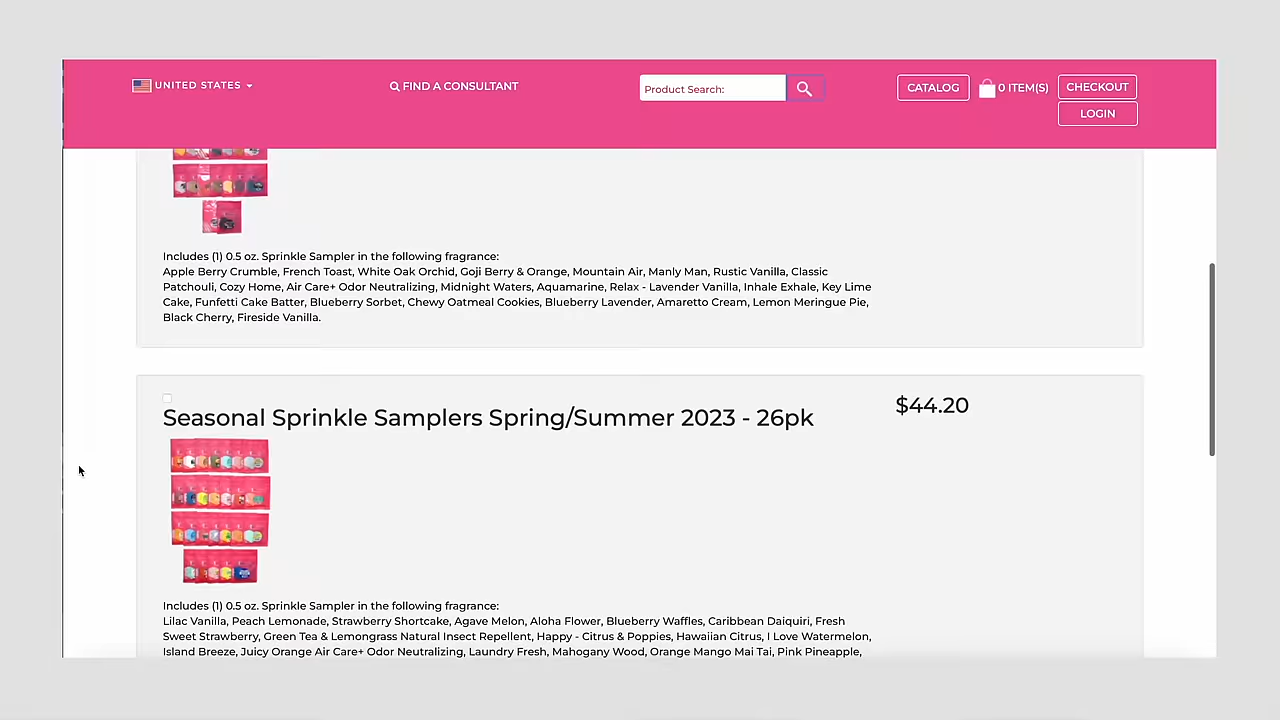 UNITED STATES
FIND A CONSULTANT
Product Search:
CATALOG
0 ITEM(S)
CHECKOUT
LOGIN
Includes (1) 0.5 oz. Sprinkle Sampler in the following fragrance:
Apple Berry Crumble, French Toast, White Oak Orchid, Goji Berry & Orange, Mountain Air, Manly Man, Rustic Vanilla, Classic
Patchouli, Cozy Home, Air Care+ Odor Neutralizing, Midnight Waters, Aquamarine, Relax - Lavender Vanilla, Inhale Exhale, Key Lime
Cake, Funfetti Cake Batter, Blueberry Sorbet, Chewy Oatmeal Cookies, Blueberry Lavender, Amaretto Cream, Lemon Meringue Pie,
Black Cherry, Fireside Vanilla.
Seasonal Sprinkle Samplers Spring/Summer 2023 - 26pk
$44.20
Includes (1) 0.5 oz. Sprinkle Sampler in the following fragrance:
Lilac Vanilla, Peach Lemonade, Strawberry Shortcake, Agave Melon, Aloha Flower, Blueberry Waffles, Caribbean Daiquiri, Fresh
Sweet Strawberry, Green Tea & Lemongrass Natural Insect Repellent, Happy - Citrus & Poppies, Hawaiian Citrus, I Love Watermelon,
Island Breeze, Juicy Orange Air Care+ Odor Neutralizing, Laundry Fresh, Mahogany Wood, Orange Mango Mai Tai, Pink Pineapple,